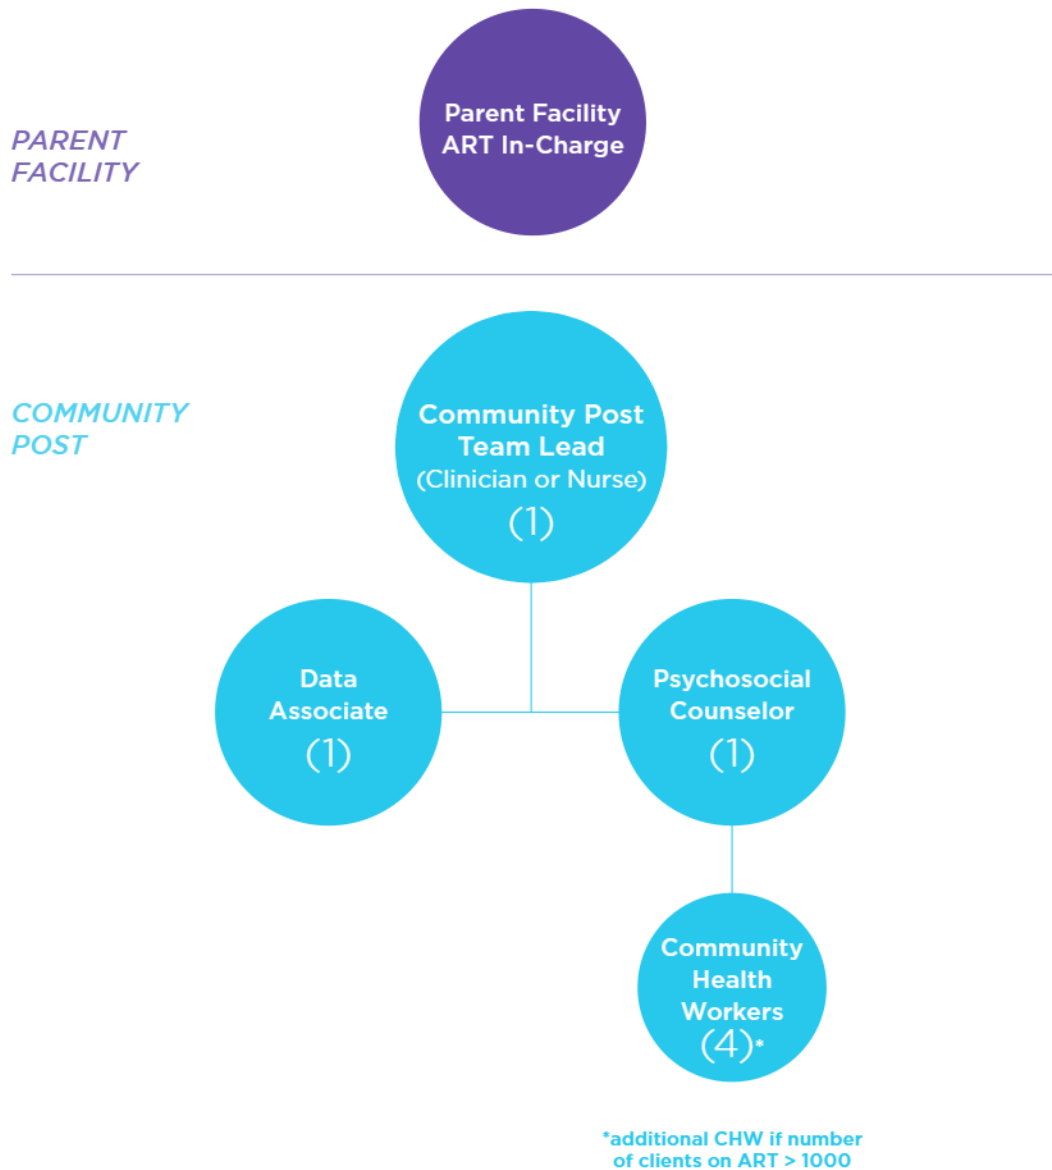 Parent Facility
ART In-Charge
PARENT
FACILITY
COMMUNITY
POST
Community Post
Team Lead
(Clinician or Nurse)
(1)
Data
Associate
(1)
Psychosocial
Counselor
(1)
Community
Health
Workers
(4)*
*additional CHW if number
of clients on ART > 1000